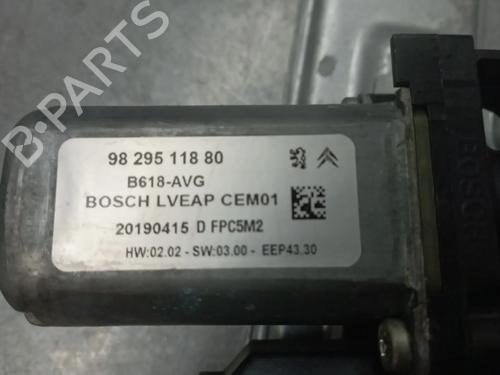 B-PARTS
98 295 118 80
B618-AVG
BOSCH LVEAP CEM01
20190415 D FPC5M2
HW:02.02 - SW:03.00 - EEP43.30
BOSCH